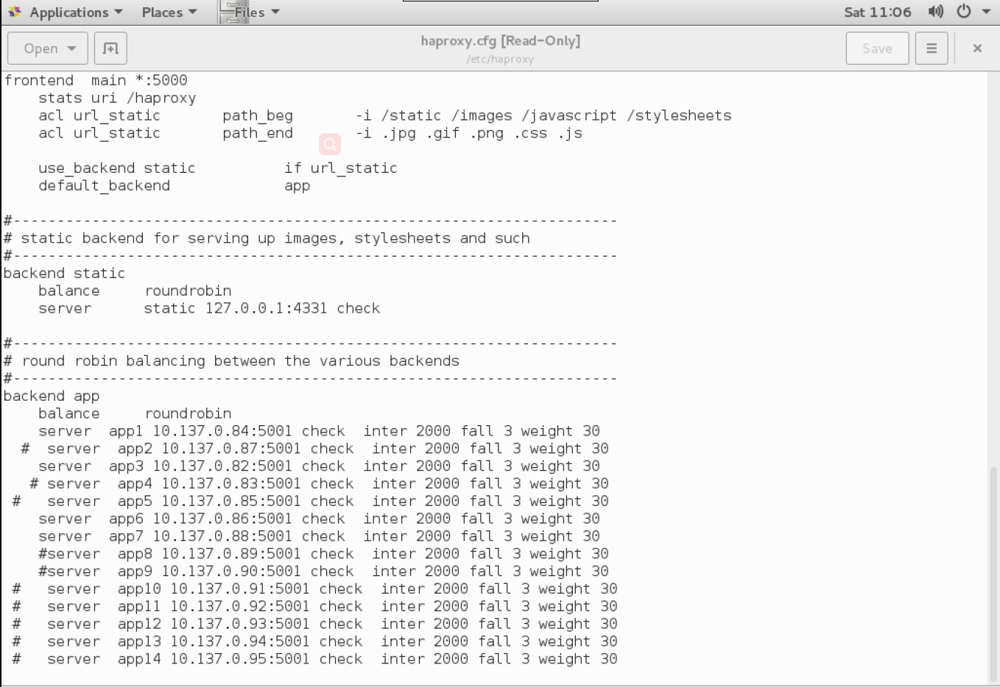 Applications Places Files Sat 11:06
Open haproxy.cfg [Read-Only] Save
/etc/haproxy
frontend  main *:5000
    stats uri /haproxy
    acl url_static       path_beg       -i /static /images /javascript /stylesheets
    acl url_static       path_end       -i .jpg .gif .png .css .js

    use_backend static          if url_static
    default_backend             app

#---------------------------------------------------------------------
# static backend for serving up images, stylesheets and such
#---------------------------------------------------------------------
backend static
    balance     roundrobin
    server      static 127.0.0.1:4331 check

#---------------------------------------------------------------------
# round robin balancing between the various backends
#---------------------------------------------------------------------
backend app
    balance     roundrobin
    server  app1 10.137.0.84:5001 check  inter 2000 fall 3 weight 30
  #  server  app2 10.137.0.87:5001 check  inter 2000 fall 3 weight 30
    server  app3 10.137.0.82:5001 check  inter 2000 fall 3 weight 30
   # server  app4 10.137.0.83:5001 check  inter 2000 fall 3 weight 30
 #   server  app5 10.137.0.85:5001 check  inter 2000 fall 3 weight 30
    server  app6 10.137.0.86:5001 check  inter 2000 fall 3 weight 30
    server  app7 10.137.0.88:5001 check  inter 2000 fall 3 weight 30
    #server  app8 10.137.0.89:5001 check  inter 2000 fall 3 weight 30
    #server  app9 10.137.0.90:5001 check  inter 2000 fall 3 weight 30
 #   server  app10 10.137.0.91:5001 check  inter 2000 fall 3 weight 30
 #   server  app11 10.137.0.92:5001 check  inter 2000 fall 3 weight 30
 #   server  app12 10.137.0.93:5001 check  inter 2000 fall 3 weight 30
 #   server  app13 10.137.0.94:5001 check  inter 2000 fall 3 weight 30
 #   server  app14 10.137.0.95:5001 check  inter 2000 fall 3 weight 30